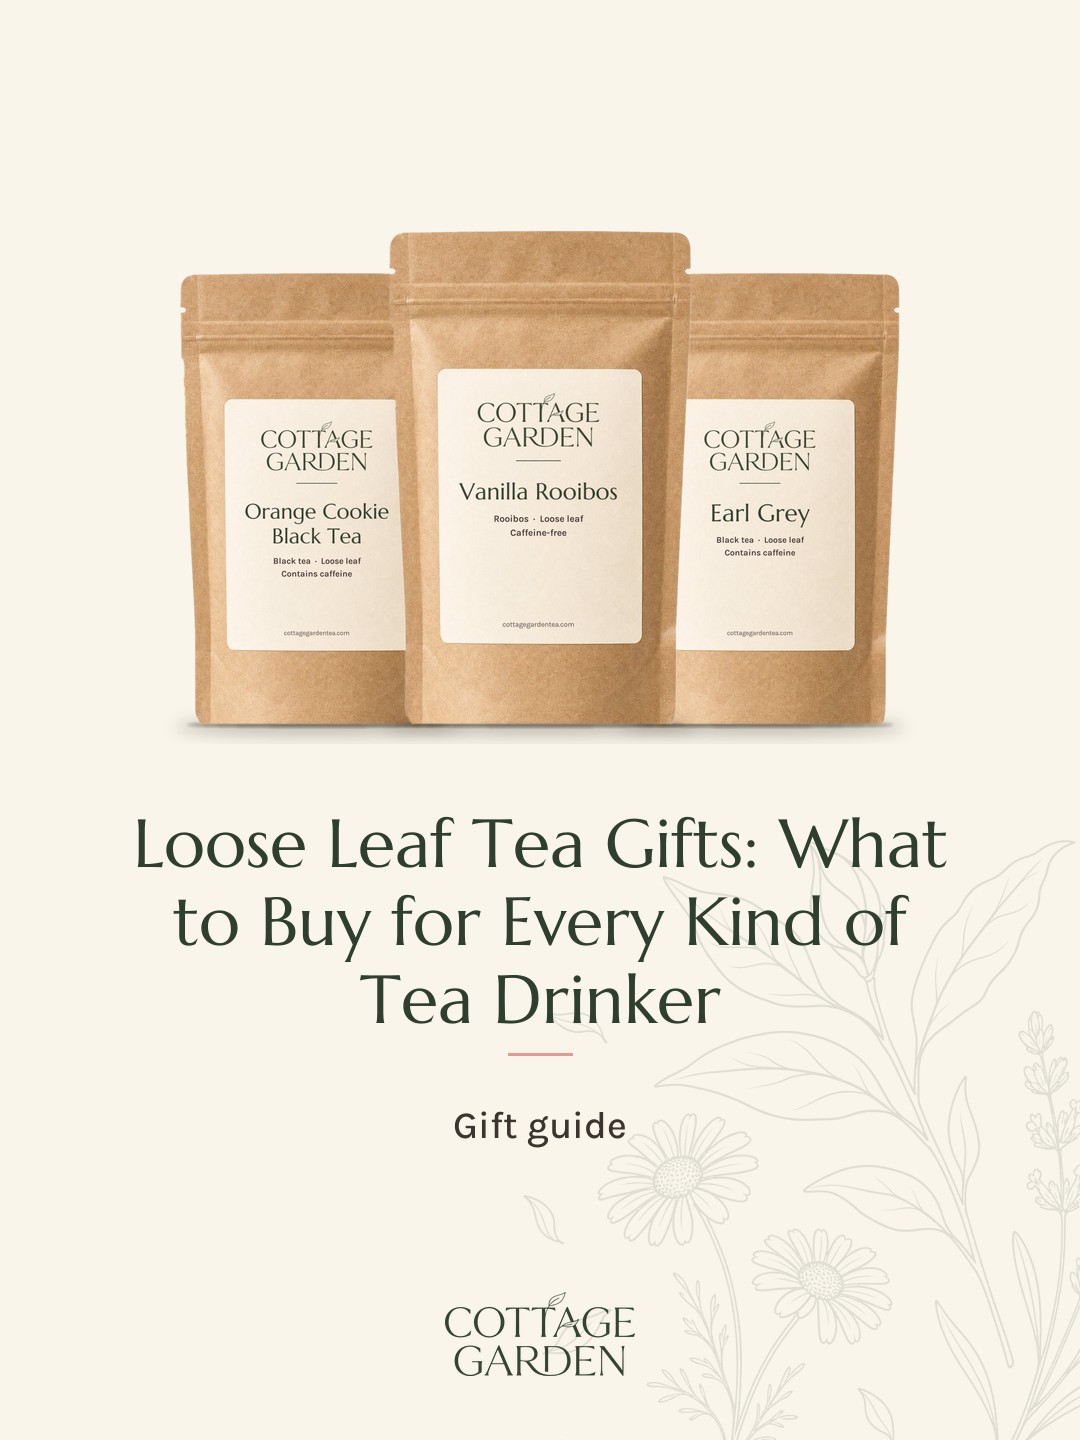 COTTAGE
GARDEN
Orange Cookie
Black Tea
Black tea · Loose leaf
Contains caffeine
cottagegardentea.com
COTTAGE
GARDEN
Vanilla Rooibos
Rooibos · Loose leaf
Caffeine-free
cottagegardentea.com
COTTAGE
GARDEN
Earl Grey
Black tea · Loose leaf
Contains caffeine
cottagegardentea.com
Loose Leaf Tea Gifts: What
to Buy for Every Kind of
Tea Drinker
Gift guide
COTTAGE
GARDEN